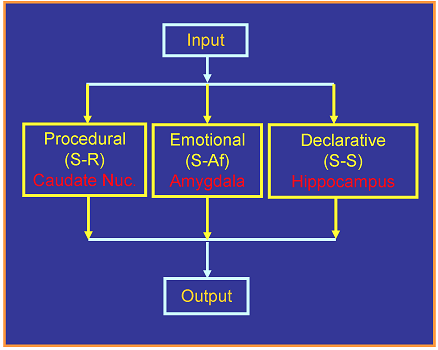 Input
Procedural
(S-R)
Caudate Nuc.
Emotional
(S-Af)
Amygdala
Declarative
(S-S)
Hippocampus
Output